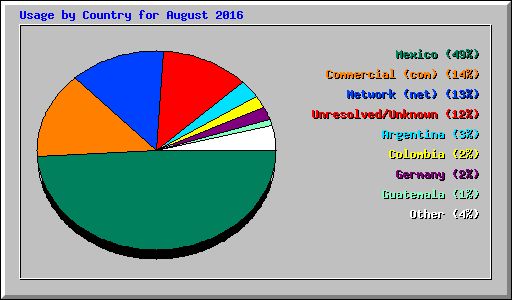 Usage by Country for August 2016
Mexico (49%)
Commercial (com) (14%)
Network (net) (13%)
Unresolved/Unknown (12%)
Argentina (3%)
Colombia (2%)
Germany (2%)
Guatemala (1%)
Other (4%)